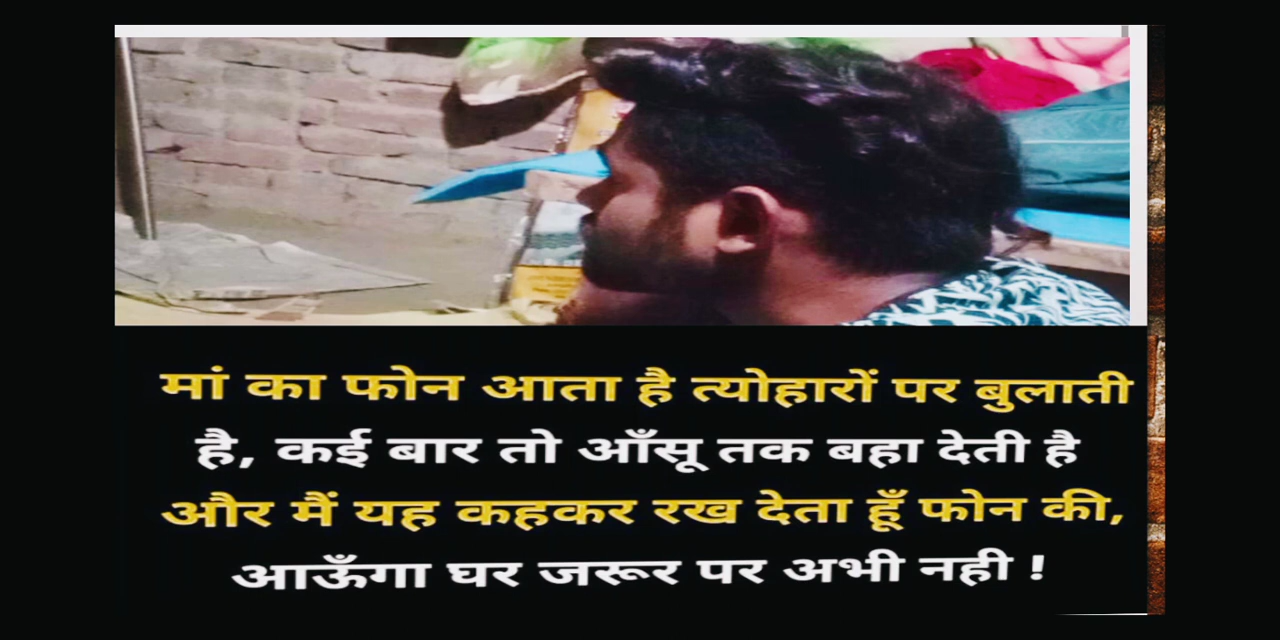 मां का फोन आता है त्योहारों पर बुलाती
है, कई बार तो आँसू तक बहा देती है
और मैं यह कहकर रख देता हूँ फोन की,
आऊँगा घर जरूर पर अभी नही !